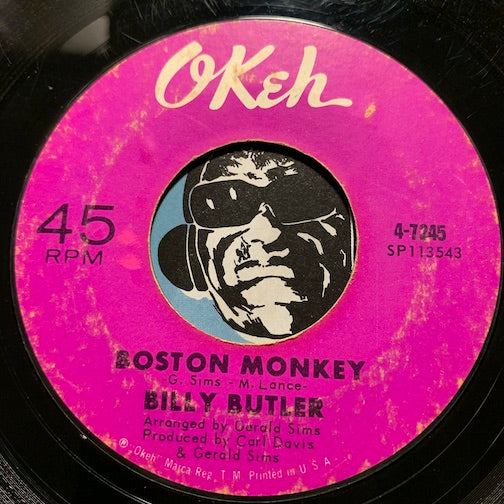 OKeh
45
RPM
4-7245
SP113543
BOSTON MONKEY
G. Sims - M. Lance-
BILLY BUTLER
Arranged by Gerald Sims
Produced by Carl Davis
& Gerald Sims
® "Okeh" Marca Reg. T. M. Printed in U. S. A.